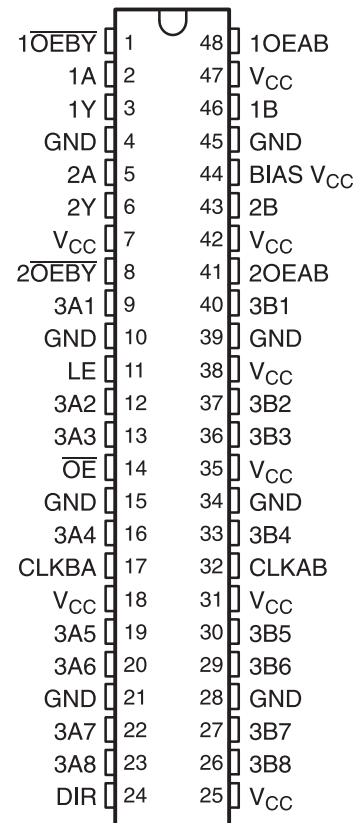 1O̅E̅B̅Y̅ 1 48 1OEAB
1A 2 47 VCC
1Y 3 46 1B
GND 4 45 GND
2A 5 44 BIAS VCC
2Y 6 43 2B
VCC 7 42 VCC
2O̅E̅B̅Y̅ 8 41 2OEAB
3A1 9 40 3B1
GND 10 39 GND
LE 11 38 VCC
3A2 12 37 3B2
3A3 13 36 3B3
O̅E̅ 14 35 VCC
GND 15 34 GND
3A4 16 33 3B4
CLKBA 17 32 CLKAB
VCC 18 31 VCC
3A5 19 30 3B5
3A6 20 29 3B6
GND 21 28 GND
3A7 22 27 3B7
3A8 23 26 3B8
DIR 24 25 VCC